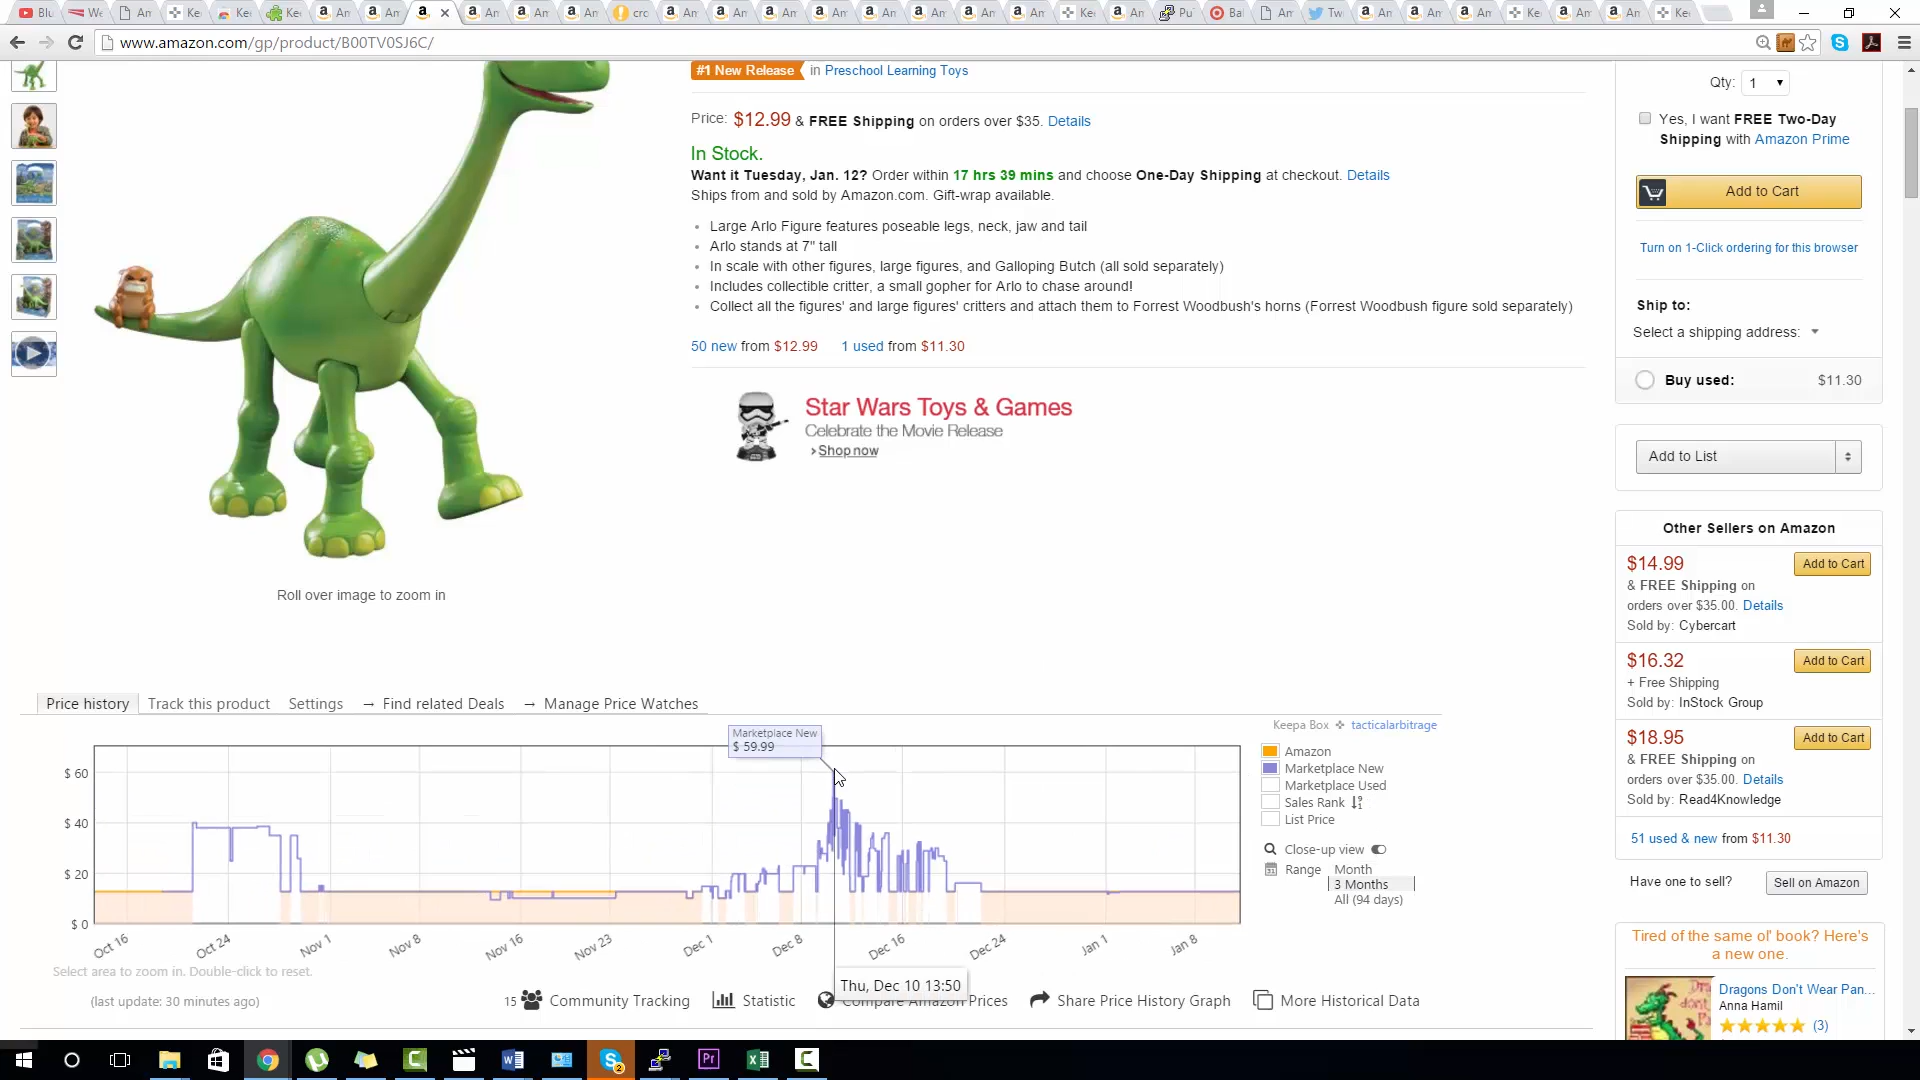 www.amazon.com/gp/product/B00TV0SJ6C/
#1 New Release in Preschool Learning Toys
Price: $12.99 & FREE Shipping on orders over $35. Details
In Stock.
Want it Tuesday, Jan. 12? Order within 17 hrs 39 mins and choose One-Day Shipping at checkout. Details
Ships from and sold by Amazon.com. Gift-wrap available.
Large Arlo Figure features poseable legs, neck, jaw and tail
Arlo stands at 7" tall
In scale with other figures, large figures, and Galloping Butch (all sold separately)
Includes collectible critter, a small gopher for Arlo to chase around!
Collect all the figures' and large figures' critters and attach them to Forrest Woodbush's horns (Forrest Woodbush figure sold separately)
50 new from $12.99 1 used from $11.30
Star Wars Toys & Games
Celebrate the Movie Release
›Shop now
Roll over image to zoom in
Qty: 1
Yes, I want FREE Two-Day
Shipping with Amazon Prime
Add to Cart
Turn on 1-Click ordering for this browser
Ship to:
Select a shipping address:
Buy used: $11.30
Add to List
Other Sellers on Amazon
$14.99 Add to Cart
& FREE Shipping on
orders over $35.00. Details
Sold by: Cybercart
$16.32 Add to Cart
+ Free Shipping
Sold by: InStock Group
$18.95 Add to Cart
& FREE Shipping on
orders over $35.00. Details
Sold by: Read4Knowledge
51 used & new from $11.30
Have one to sell? Sell on Amazon
Tired of the same ol' book? Here's
a new one.
Dragons Don't Wear Pan...
Anna Hamil
(3)
Price history Track this product Settings → Find related Deals → Manage Price Watches
Keepa Box tacticalarbitrage
Marketplace New
$ 59.99
$ 60
$ 40
$ 20
$ 0
Oct 16 Oct 24 Nov 1 Nov 8 Nov 16 Nov 23 Dec 1 Dec 8 Dec 16 Dec 24 Jan 1 Jan 8
Amazon
Marketplace New
Marketplace Used
Sales Rank
List Price
Close-up view
Range Month
3 Months
All (94 days)
Select area to zoom in. Double-click to reset.
Thu, Dec 10 13:50
(last update: 30 minutes ago) 15 Community Tracking Statistic Compare Amazon Prices Share Price History Graph More Historical Data